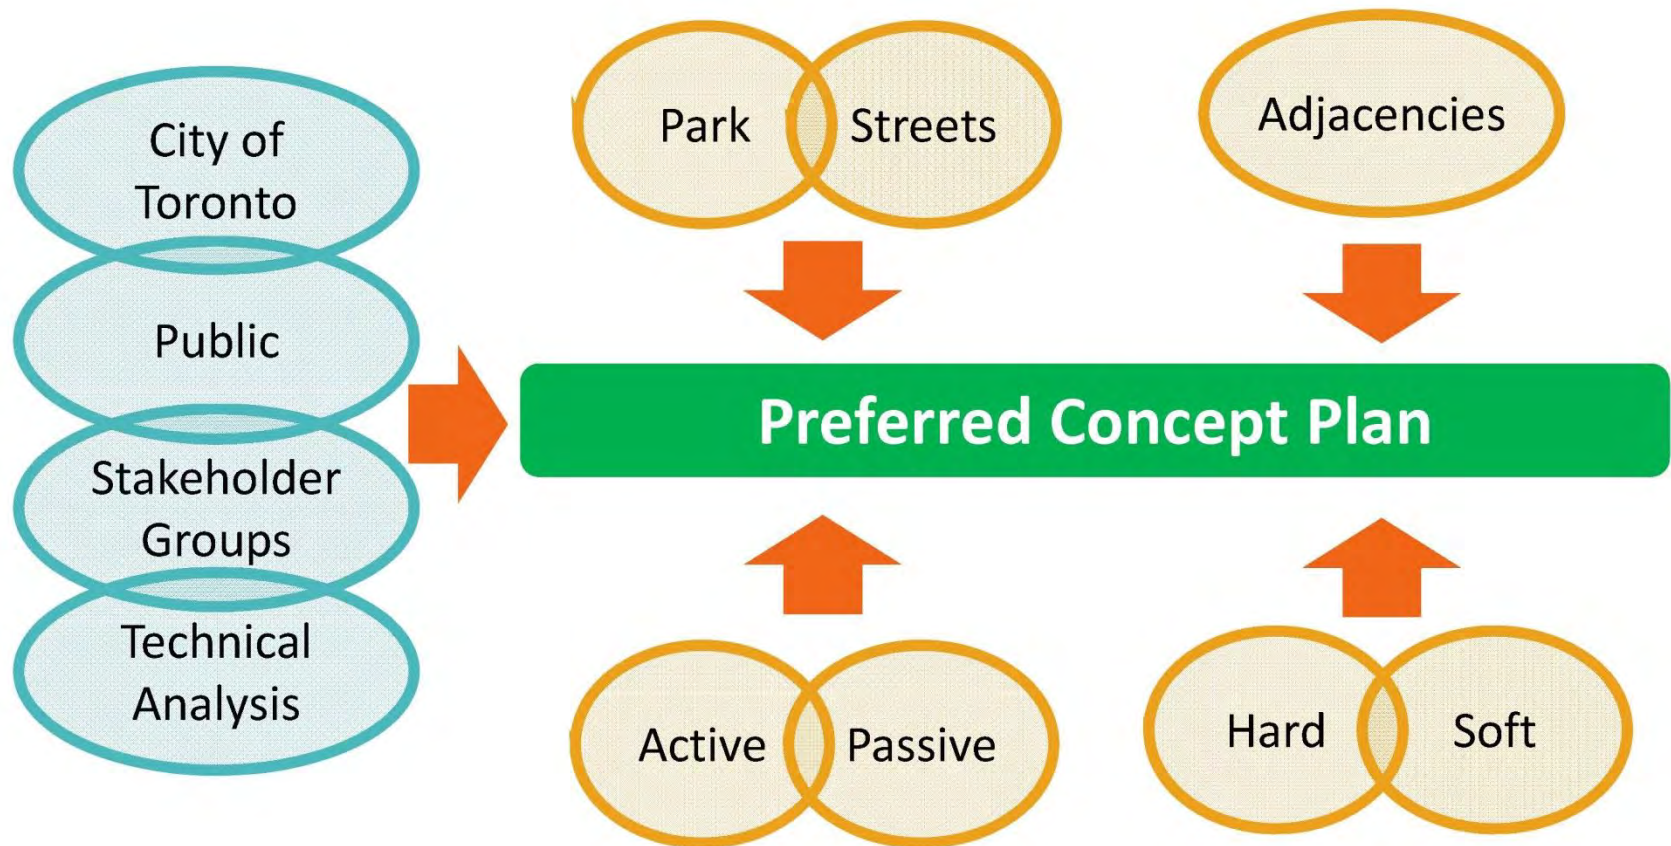 City of
Toronto
Public
Stakeholder
Groups
Technical
Analysis
Park
Streets
Adjacencies
Preferred Concept Plan
Active
Passive
Hard
Soft